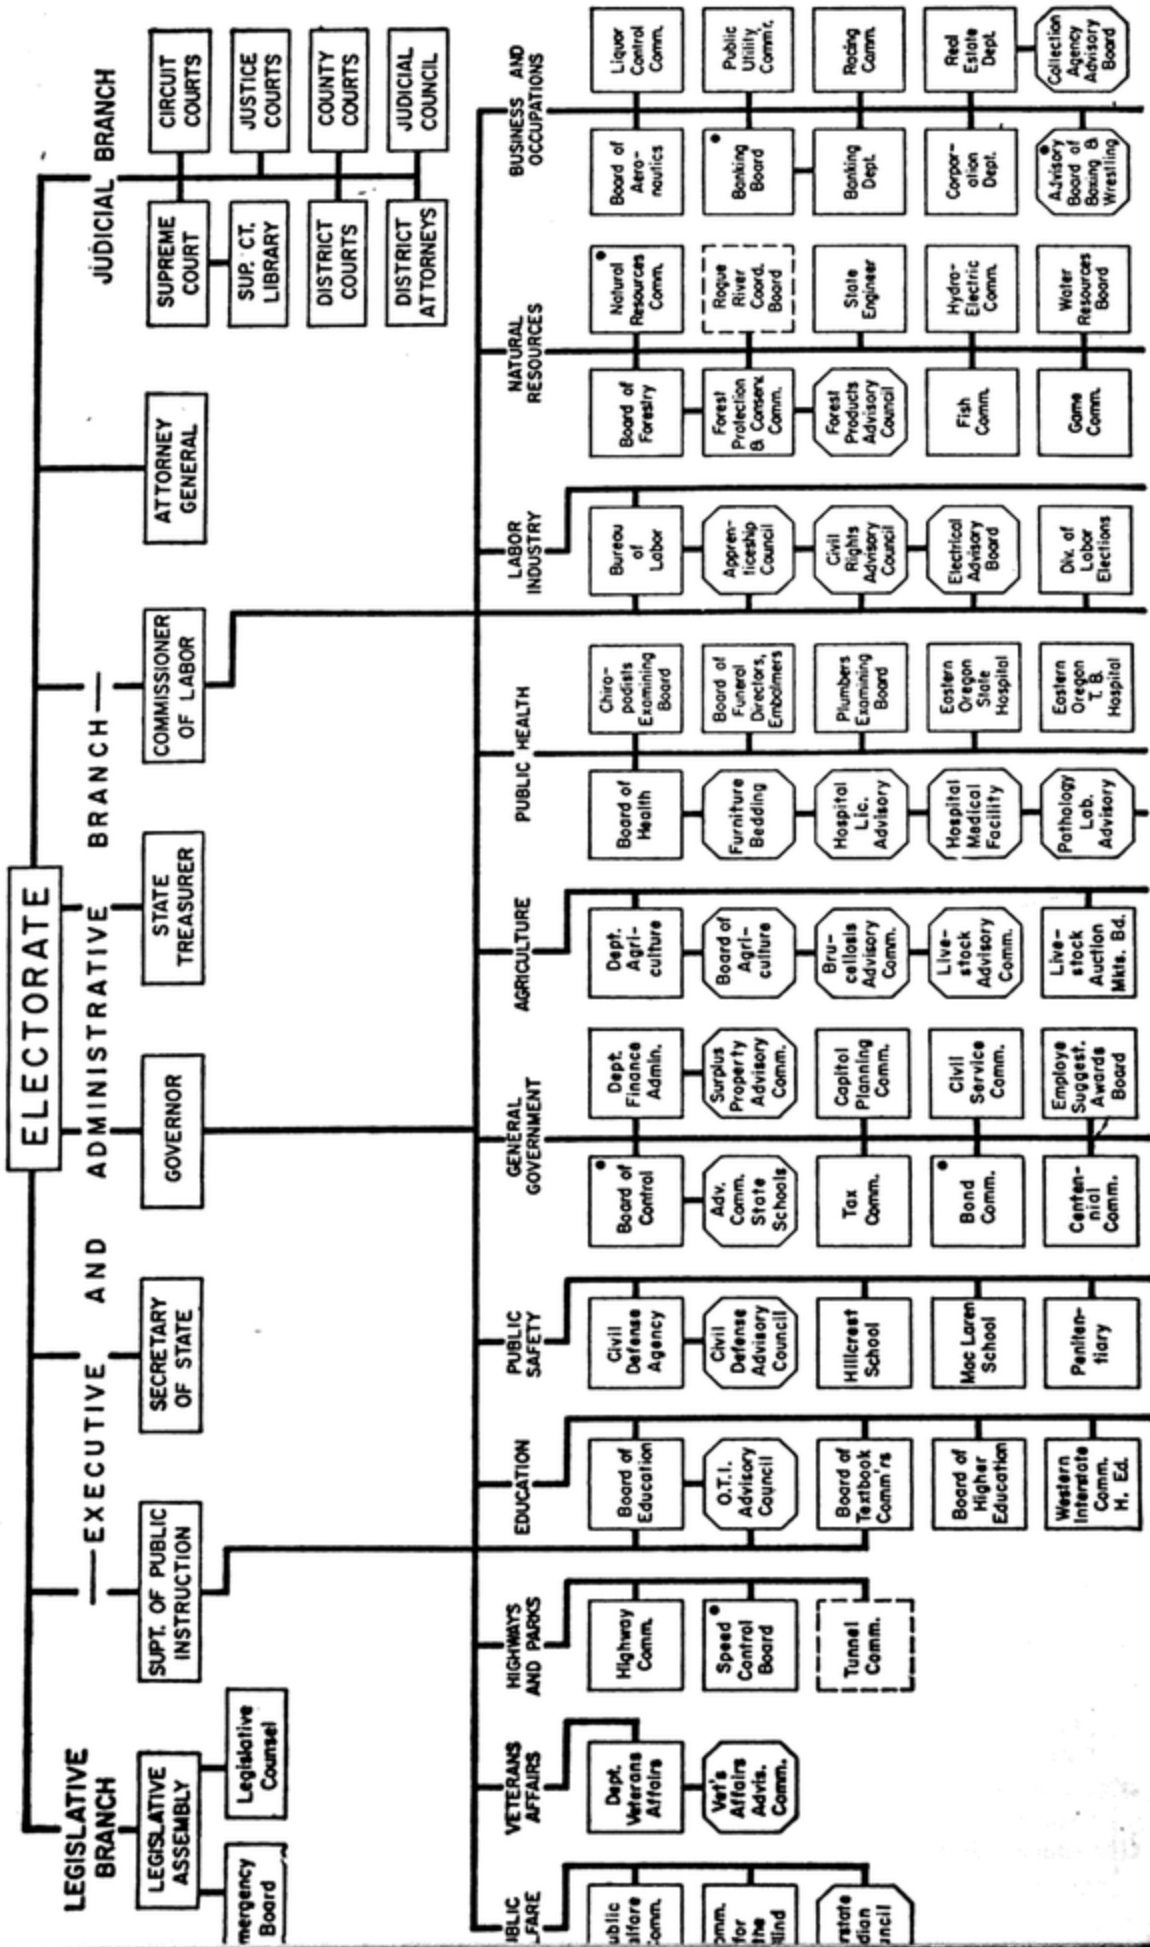 ELECTORATE
LEGISLATIVE
BRANCH
— EXECUTIVE AND ADMINISTRATIVE BRANCH —
JUDICIAL BRANCH
LEGISLATIVE
ASSEMBLY
Board
Legislative
Counsel
SUPT. OF PUBLIC
INSTRUCTION
SECRETARY
OF STATE
GOVERNOR
STATE
TREASURER
COMMISSIONER
OF LABOR
ATTORNEY
GENERAL
SUPREME
COURT
CIRCUIT
COURTS
SUP. CT.
LIBRARY
JUSTICE
COURTS
DISTRICT
COURTS
COUNTY
COURTS
DISTRICT
ATTORNEYS
JUDICIAL
COUNCIL
for
the
VETERANS
AFFAIRS
Dept.
Veterans
Affairs
Vet's
Affairs
Advis.
Comm.
HIGHWAYS
AND PARKS
Highway
Comm.
Speed
Control
Board
Tunnel
Comm.
EDUCATION
Board of
Education
O.T.I.
Advisory
Council
Board of
Textbook
Comm'rs
Board of
Higher
Education
Western
Interstate
Comm.
H. Ed.
PUBLIC
SAFETY
Civil
Defense
Agency
Civil
Defense
Advisory
Council
Hillcrest
School
Mac Laren
School
Peniten-
tiary
GENERAL
GOVERNMENT
Board of
Control
Dept.
Finance
Admin.
Adv.
Comm.
State
Schools
Surplus
Property
Advisory
Comm.
Tax
Comm.
Capitol
Planning
Comm.
Bond
Comm.
Civil
Service
Comm.
Centen-
nial
Comm.
Employe
Suggest.
Awards
Board
AGRICULTURE
Dept.
Agri-
culture
Board of
Agri-
culture
Bru-
cellosis
Advisory
Comm.
Live-
stock
Advisory
Comm.
Live-
stock
Auction
Mkts. Bd.
PUBLIC HEALTH
Board of
Health
Chiro-
podists
Examining
Board
Furniture
Bedding
Board of
Funeral
Directors,
Embalmers
Hospital
Lic.
Advisory
Plumbers
Examining
Board
Hospital
Medical
Facility
Eastern
Oregon
State
Hospital
Pathology
Lab.
Advisory
Eastern
Oregon
T. B.
Hospital
LABOR
INDUSTRY
Bureau
of
Labor
Appren-
ticeship
Council
Civil
Rights
Advisory
Council
Electrical
Advisory
Board
Div. of
Labor
Elections
NATURAL
RESOURCES
Board of
Forestry
Natural
Resources
Comm.
Forest
Protection
& Conserv.
Comm.
Rogue
River
Coord.
Board
Forest
Products
Advisory
Council
State
Engineer
Fish
Comm.
Hydro-
Electric
Comm.
Game
Comm.
Water
Resources
Board
BUSINESS AND
OCCUPATIONS
Board of
Aero-
nautics
Liquor
Control
Comm.
Banking
Board
Public
Utility
Comm'r.
Banking
Dept.
Racing
Comm.
Corpor-
ation
Dept.
Real
Estate
Dept.
Advisory
Board of
Boxing &
Wrestling
Collection
Agency
Advisory
Board